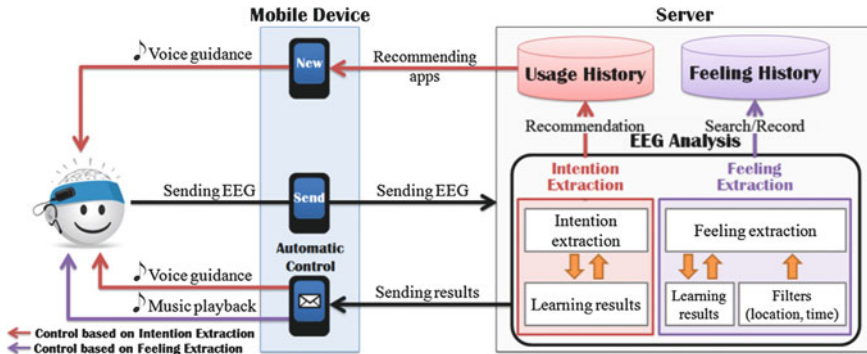 Mobile Device
Server
♪Voice guidance
New
Recommending
apps
Usage History
Feeling History
Recommendation
Search/Record
EEG Analysis
Intention
Extraction
Feeling
Extraction
Sending EEG
Send
Sending EEG
Intention
extraction
Feeling extraction
Automatic
Control
♪Voice guidance
♪Music playback
Sending results
Learning results
Learning
results
Filters
(location, time)
Control based on Intention Extraction
Control based on Feeling Extraction